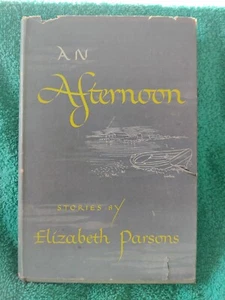 AN
Afternoon
STORIES BY
Elizabeth Parsons